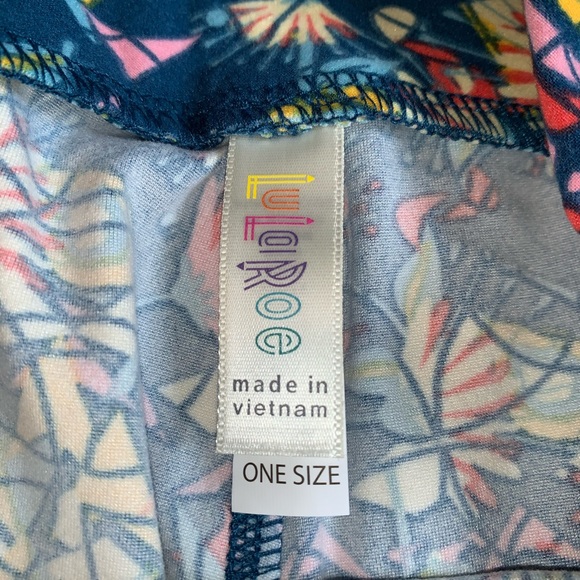 LuLaRoe
made in
vietnam
ONE SIZE